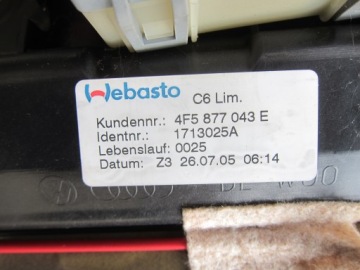 Webasto C6 Lim.
Kundennr.: 4F5 877 043 E
Identnr.: 1713025A
Lebenslauf: 0025
Datum: Z3 26.07.05 06:14